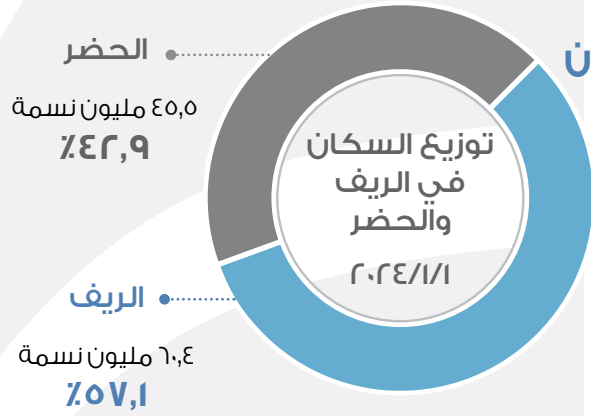 ن
الحضر
٤٥,٥ مليون نسمة
٤٢,٩٪
توزيع السكان
في الريف
والحضر
٢٠٢٤/١/١
الريف
٦٠,٤ مليون نسمة
٥٧,١٪